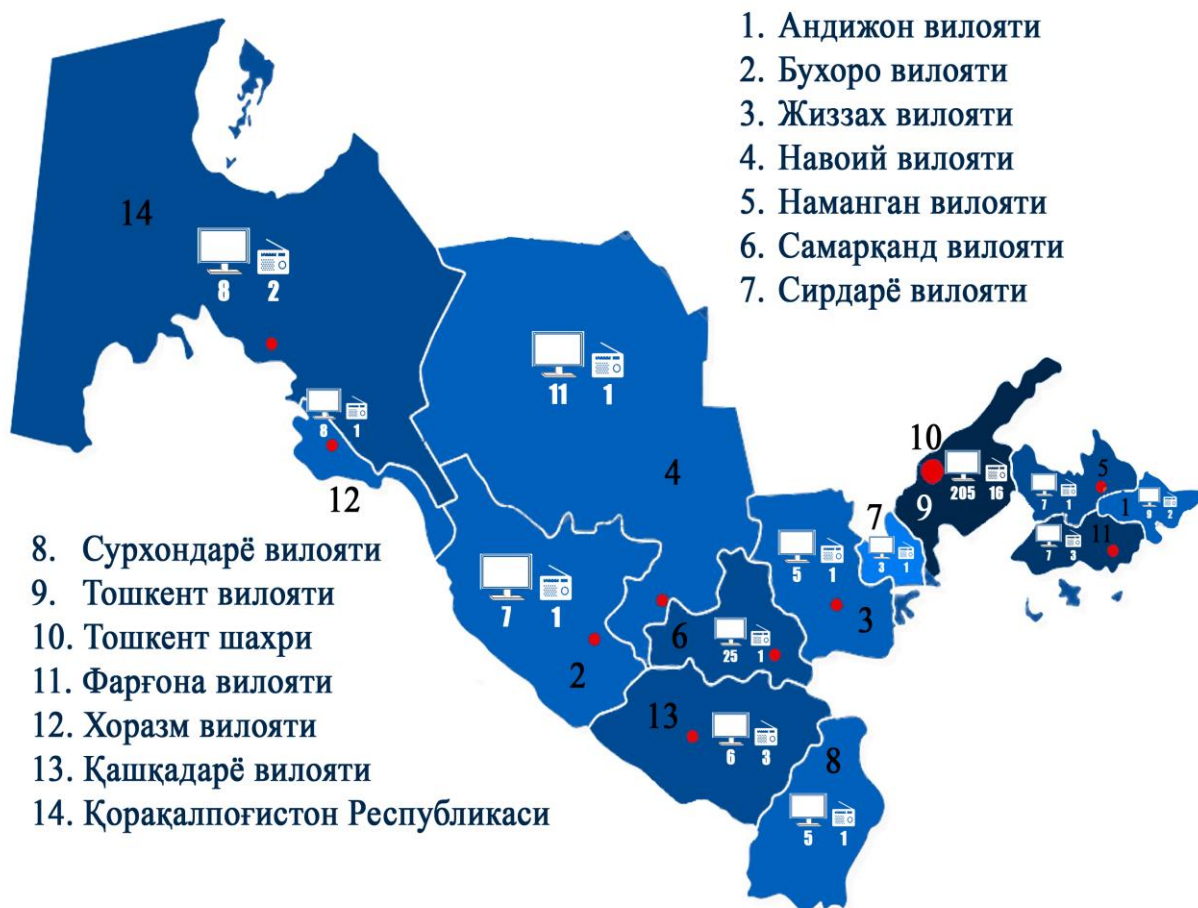 1. Андижон вилояти
2. Бухоро вилояти
3. Жиззах вилояти
4. Навоий вилояти
5. Наманган вилояти
6. Самарқанд вилояти
7. Сирдарё вилояти
14
8 2
11 1
8 1
12
4
10
205 16
9
5
7 1
1
9 2
11
7 3
7
3 1
5 1
3
7 1
2
6
25 1
13
6 3
8
5 1
8. Сурхондарё вилояти
9. Тошкент вилояти
10. Тошкент шахри
11. Фарғона вилояти
12. Хоразм вилояти
13. Қашқадарё вилояти
14. Қорақалпоғистон Республикаси